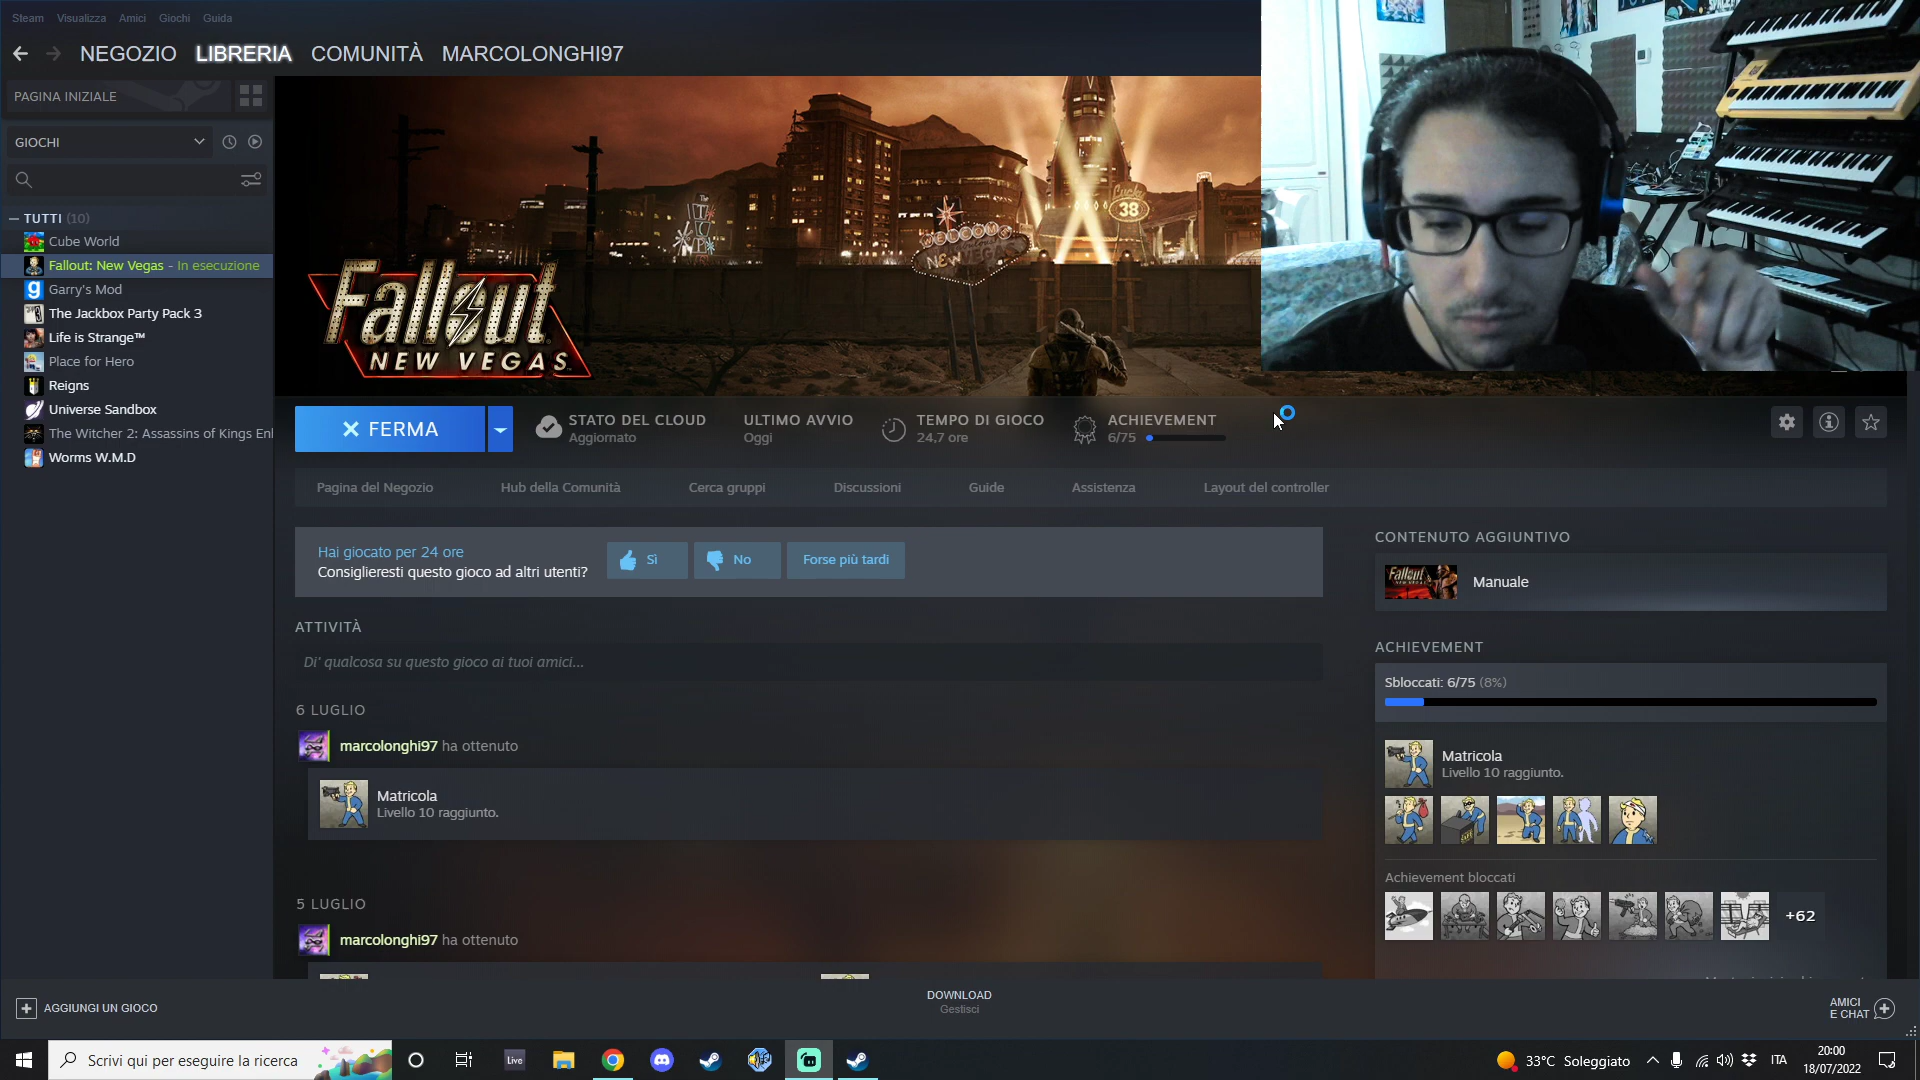 Steam Visualizza Amici Giochi Guida
NEGOZIO LIBRERIA COMUNITÀ MARCOLONGHI97
PAGINA INIZIALE
GIOCHI
TUTTI (10)
Cube World
Fallout: New Vegas - In esecuzione
Garry's Mod
The Jackbox Party Pack 3
Life is Strange™
Place for Hero
Reigns
Universe Sandbox
The Witcher 2: Assassins of Kings Enl
Worms W.M.D
The
Lucky
38
WELCOME
NEW VEGAS
Fallout
NEW VEGAS
FERMA
STATO DEL CLOUD
Aggiornato
ULTIMO AVVIO
Oggi
TEMPO DI GIOCO
24,7 ore
ACHIEVEMENT
6/75
Pagina del Negozio Hub della Comunità Cerca gruppi Discussioni Guide Assistenza Layout del controller
Hai giocato per 24 ore
Consiglieresti questo gioco ad altri utenti?
Sì
No
Forse più tardi
ATTIVITÀ
Di' qualcosa su questo gioco ai tuoi amici...
6 LUGLIO
marcolonghi97 ha ottenuto
Matricola
Livello 10 raggiunto.
5 LUGLIO
marcolonghi97 ha ottenuto
CONTENUTO AGGIUNTIVO
Fallout
Manuale
ACHIEVEMENT
Sbloccati: 6/75 (8%)
Matricola
Livello 10 raggiunto.
Achievement bloccati
+62
AGGIUNGI UN GIOCO
DOWNLOAD
Gestisci
AMICI
E CHAT
Scrivi qui per eseguire la ricerca
Live
33°C Soleggiato
ITA
20:00
18/07/2022